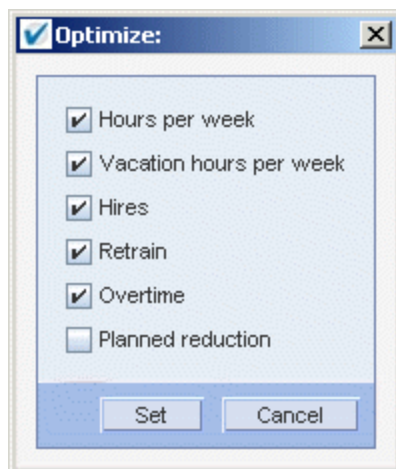 Optimize:
Hours per week
Vacation hours per week
Hires
Retrain
Overtime
Planned reduction
Set Cancel